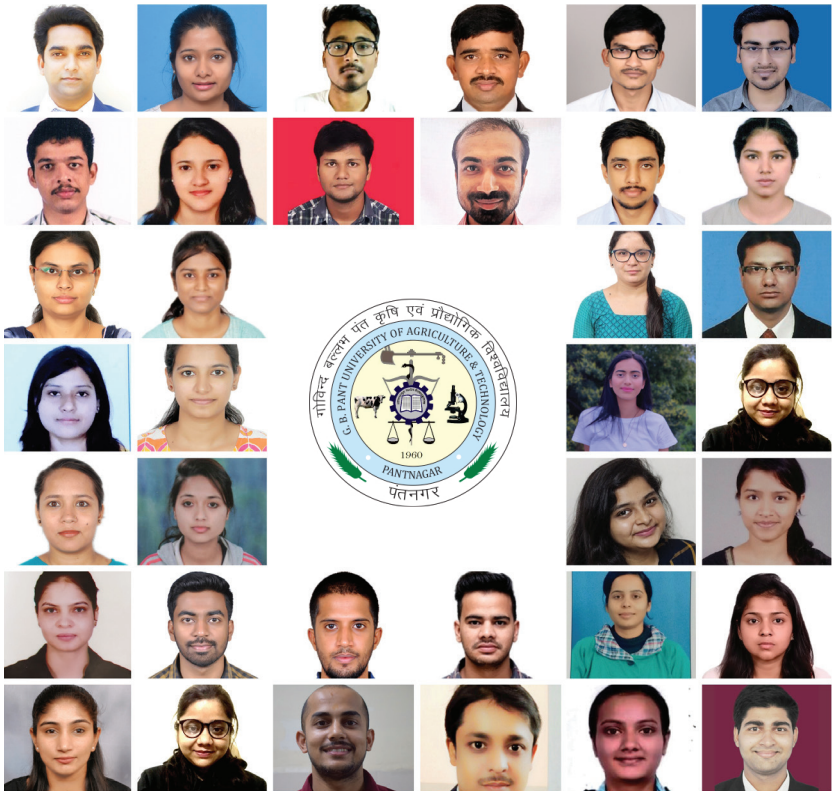 गोविन्द बल्लभ पंत कृषि एवं प्रौद्योगिक विश्वविद्यालय
G. B. PANT UNIVERSITY OF AGRICULTURE & TECHNOLOGY
1960
PANTNAGAR
पंतनगर